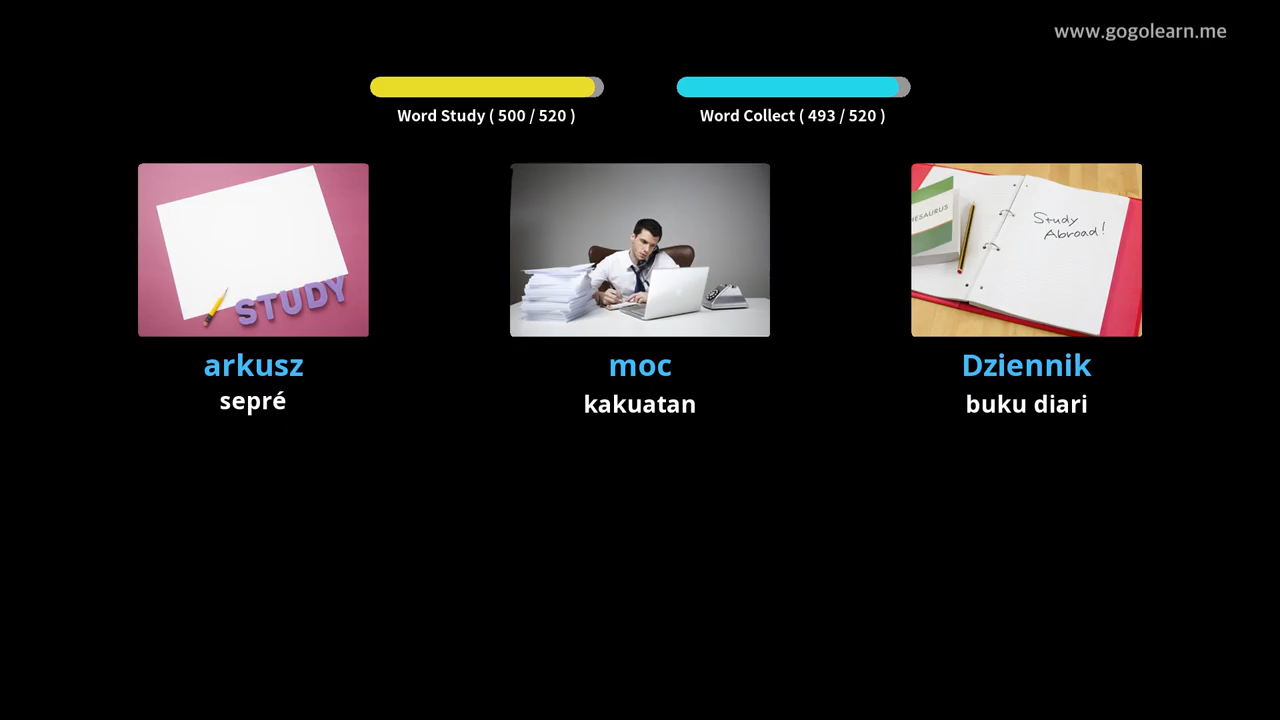 www.gogolearn.me
Word Study ( 500 / 520 )
Word Collect ( 493 / 520 )
STUDY
HESAURUS
Study
Abroad!
arkusz
moc
Dziennik
sepré
kakuatan
buku diari